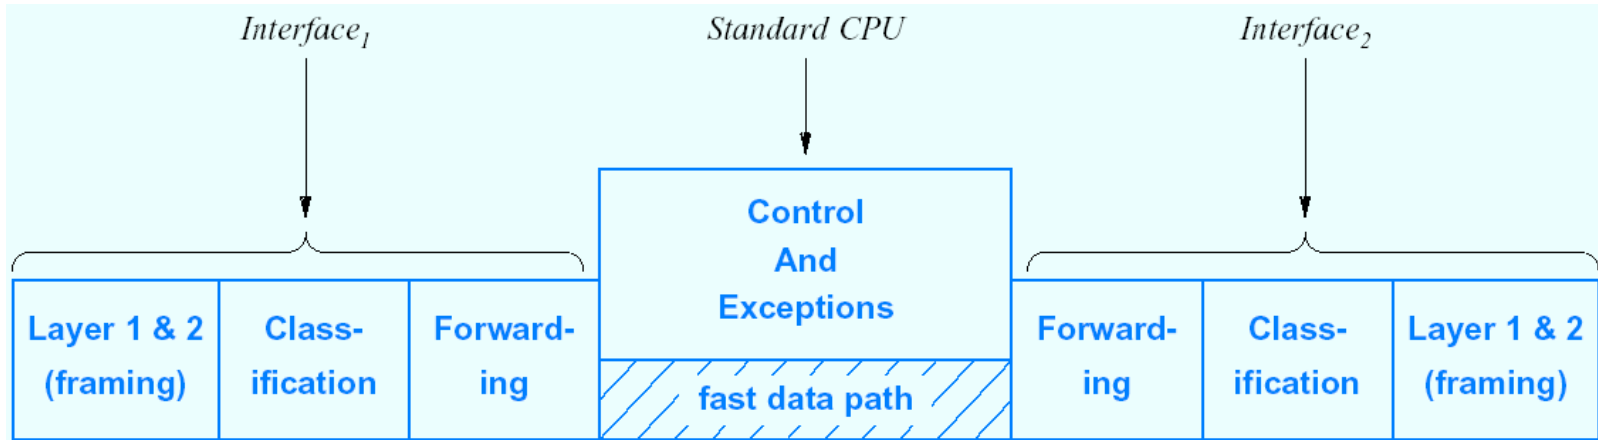 Interface1
Standard CPU
Interface2
Control
And
Exceptions
Layer 1 & 2
(framing)
Class-
ification
Forward-
ing
fast data path
Forward-
ing
Class-
ification
Layer 1 & 2
(framing)